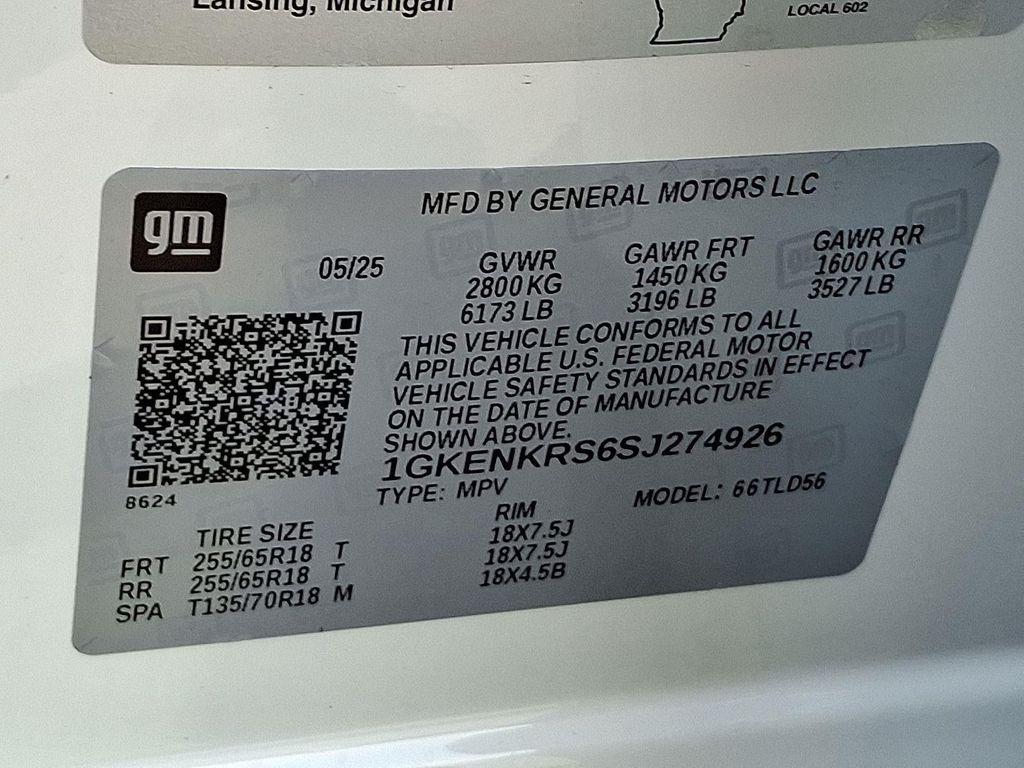 Lansing, Michigan
LOCAL 602
gm
MFD BY GENERAL MOTORS LLC
05/25
GVWR
2800 KG
6173 LB
GAWR FRT
1450 KG
3196 LB
GAWR RR
1600 KG
3527 LB
THIS VEHICLE CONFORMS TO ALL
APPLICABLE U.S. FEDERAL MOTOR
VEHICLE SAFETY STANDARDS IN EFFECT
ON THE DATE OF MANUFACTURE
SHOWN ABOVE.
1GKENKRS6SJ274926
8624
TYPE: MPV
MODEL: 66TLD56
TIRE SIZE RIM
FRT 255/65R18 T 18X7.5J
RR 255/65R18 T 18X7.5J
SPA T135/70R18 M 18X4.5B